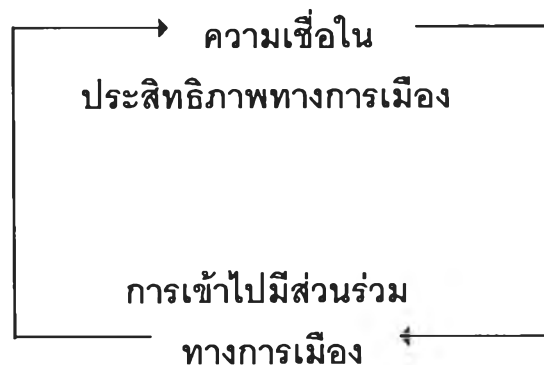 ความเชื่อใน
ประสิทธิภาพทางการเมือง
การเข้าไปมีส่วนร่วม
ทางการเมือง